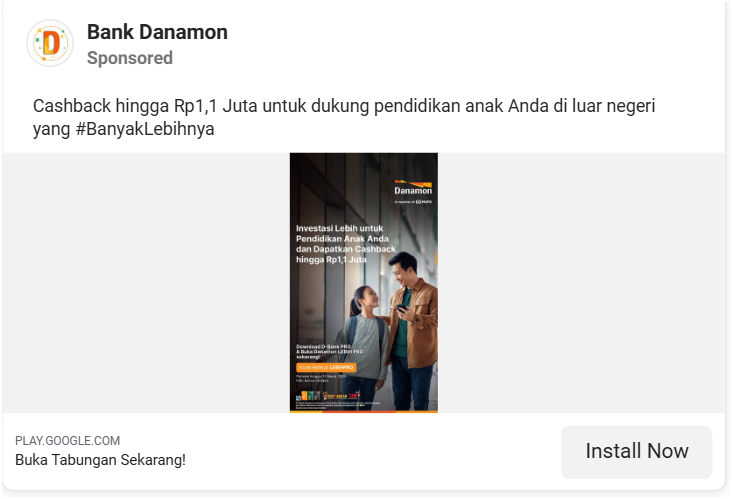 Bank Danamon
Sponsored
Cashback hingga Rp1,1 Juta untuk dukung pendidikan anak Anda di luar negeri
yang #BanyakLebihnya
Danamon
A member of MUFG
Investasi Lebih untuk
Pendidikan Anak Anda
dan Dapatkan Cashback
hingga Rp1,1 Juta
Download D-Bank PRO
& Buka Danamon LEBIH PRO
sekarang!
Kode Referral: LEBIHPRO
PLAY.GOOGLE.COM
Buka Tabungan Sekarang!
Install Now